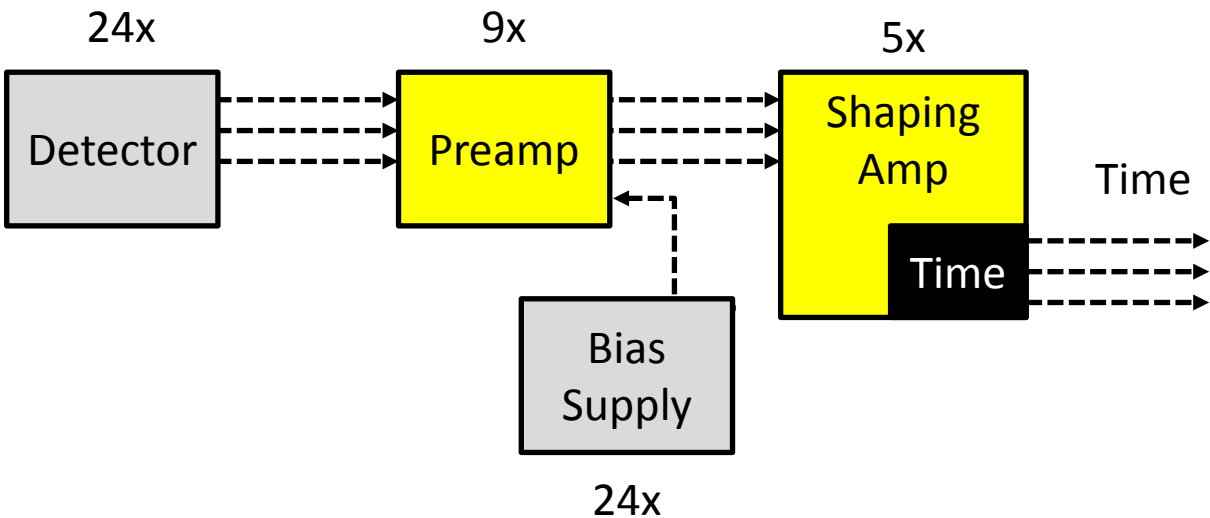 24x
9x
5x
Detector
Preamp
Shaping
Amp
Time
Time
Bias
Supply
24x